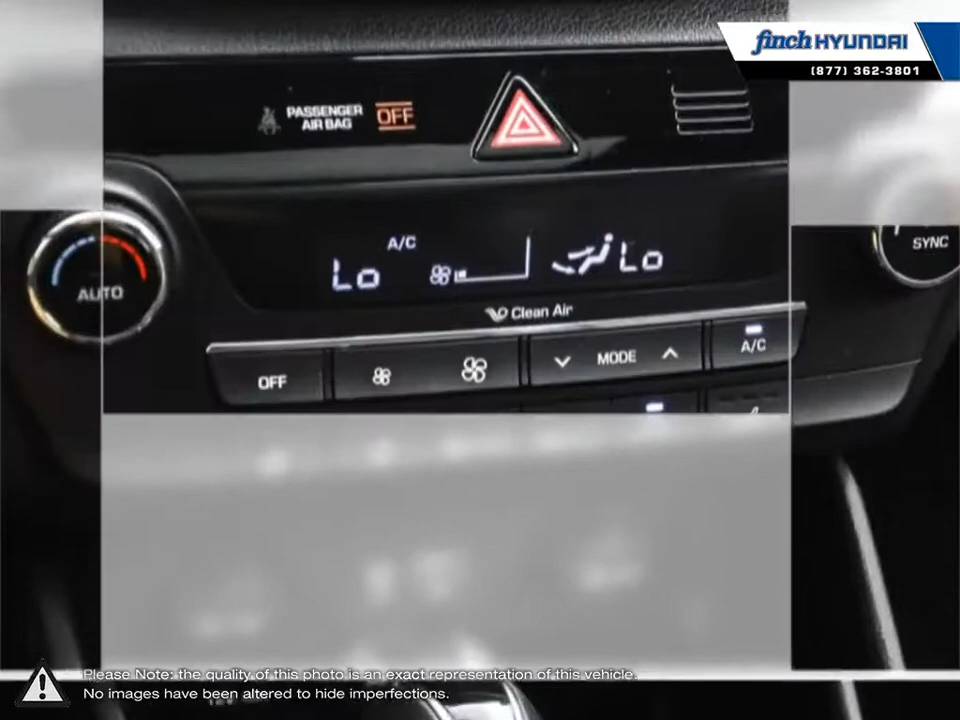 finch HYUNDAI
(877) 362-3801
PASSENGER
AIR BAG OFF
A/C
Lo
Lo
AUTO
SYNC
Clean Air
OFF
MODE
A/C
Please Note: the quality of this photo is an exact representation of this vehicle.
No images have been altered to hide imperfections.